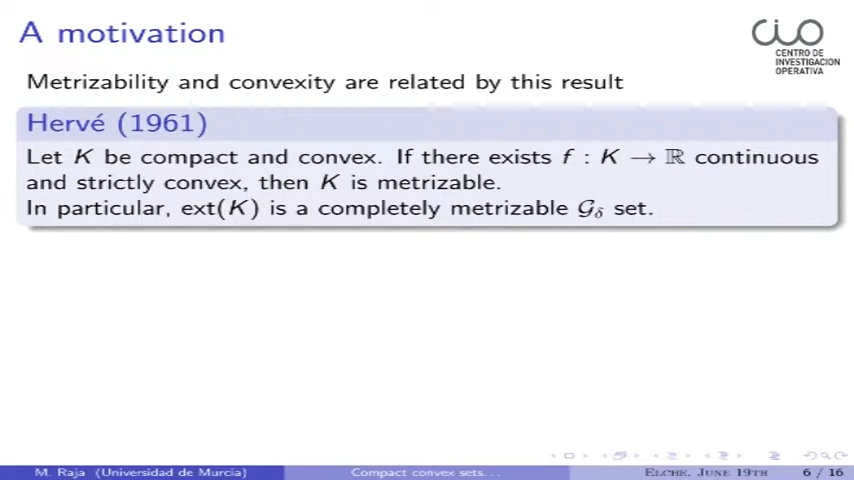 A motivation
CIO
CENTRO DE
INVESTIGACION
OPERATIVA
Metrizability and convexity are related by this result
Hervé (1961)
Let K be compact and convex. If there exists f : K → ℝ continuous
and strictly convex, then K is metrizable.
In particular, ext(K) is a completely metrizable 𝒢δ set.
M. Raja (Universidad de Murcia)
Compact convex sets...
Elche, June 19th
6 / 16